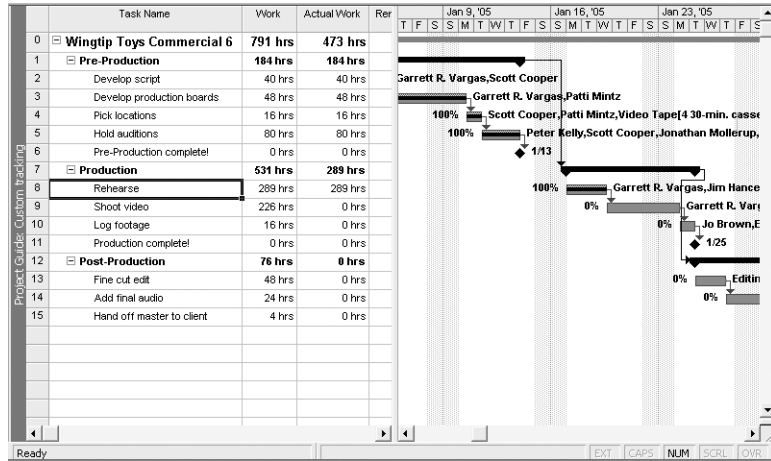 Task Name Work Actual Work Rer Jan 9, '05 Jan 16, '05 Jan 23, '05
T F S S M T W T F S S M T W T F S S M T W T F S
0 Wingtip Toys Commercial 6 791 hrs 473 hrs
1 Pre-Production 184 hrs 184 hrs
2 Develop script 40 hrs 40 hrs Garrett R. Vargas,Scott Cooper
3 Develop production boards 48 hrs 48 hrs Garrett R. Vargas,Patti Mintz
4 Pick locations 16 hrs 16 hrs 100% Scott Cooper,Patti Mintz,Video Tape[4 30-min. casse
5 Hold auditions 80 hrs 80 hrs 100% Peter Kelly,Scott Cooper,Jonathan Mollerup,
6 Pre-Production complete! 0 hrs 0 hrs 1/13
7 Production 531 hrs 289 hrs
8 Rehearse 289 hrs 289 hrs 100% Garrett R. Vargas,Jim Hance
9 Shoot video 226 hrs 0 hrs 0% Garrett R. Varg
10 Log footage 16 hrs 0 hrs 0% Jo Brown,E
11 Production complete! 0 hrs 0 hrs 1/25
12 Post-Production 76 hrs 0 hrs
13 Fine cut edit 48 hrs 0 hrs 0% Editin
14 Add final audio 24 hrs 0 hrs 0%
15 Hand off master to client 4 hrs 0 hrs
Project Guide: Custom tracking
Ready EXT CAPS NUM SCRL OVR